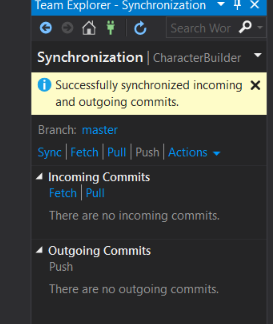 Team Explorer - Synchronization
Search Wor
Synchronization | CharacterBuilder
Successfully synchronized incoming
and outgoing commits.
Branch: master
Sync | Fetch | Pull | Push | Actions
Incoming Commits
Fetch | Pull
There are no incoming commits.
Outgoing Commits
Push
There are no outgoing commits.